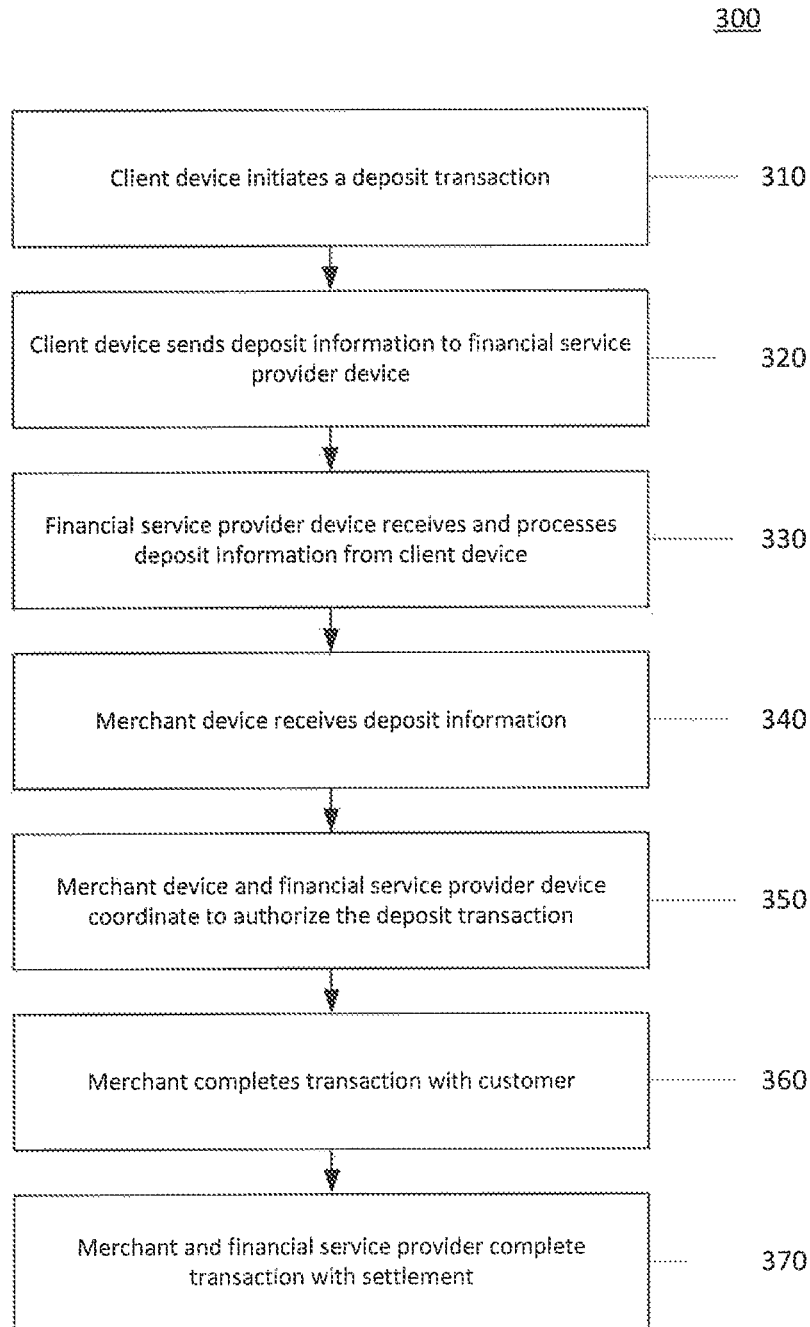 300
Client device initiates a deposit transaction
310
Client device sends deposit information to financial service
provider device
320
Financial service provider device receives and processes
deposit information from client device
330
Merchant device receives deposit information
340
Merchant device and financial service provider device
coordinate to authorize the deposit transaction
350
Merchant completes transaction with customer
360
Merchant and financial service provider complete
transaction with settlement
370